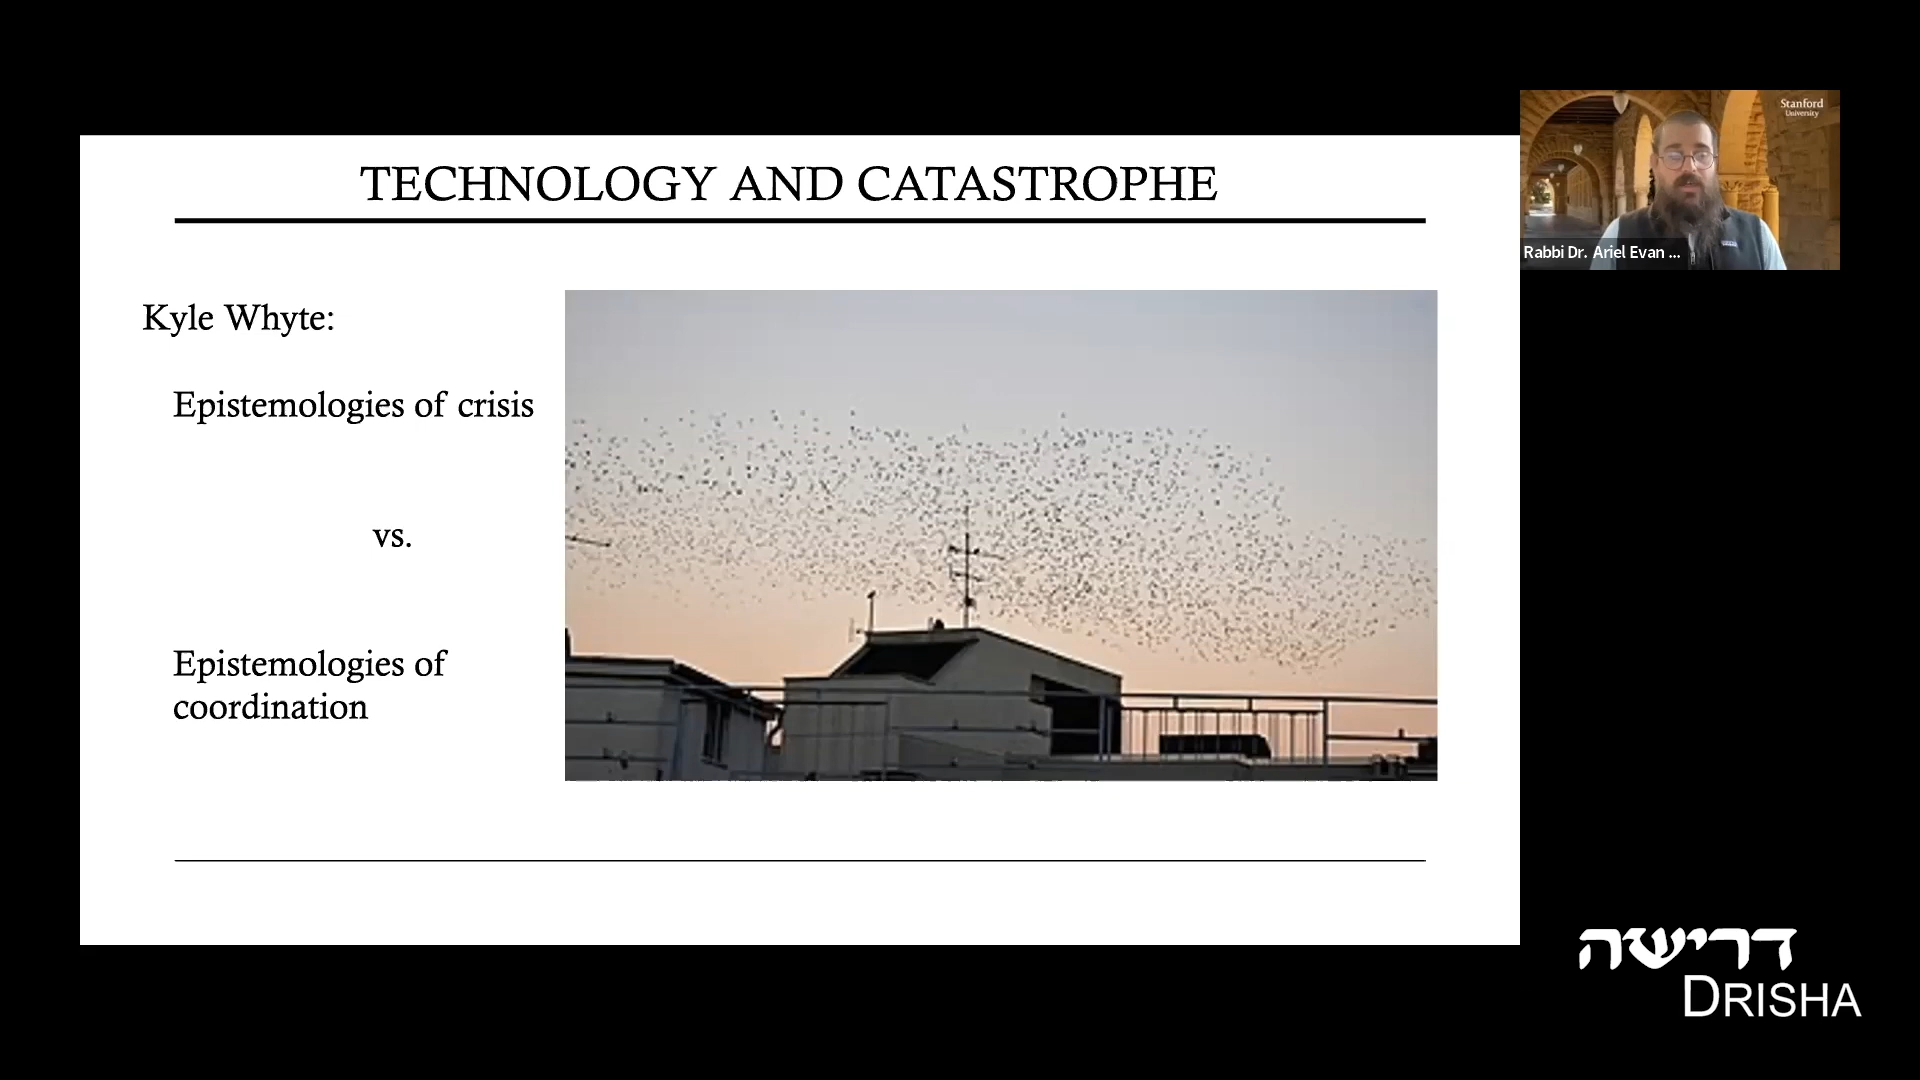 TECHNOLOGY AND CATASTROPHE
Kyle Whyte:
Epistemologies of crisis
vs.
Epistemologies of
coordination
Stanford
University
Rabbi Dr. Ariel Evan ...
דרישה
DRISHA